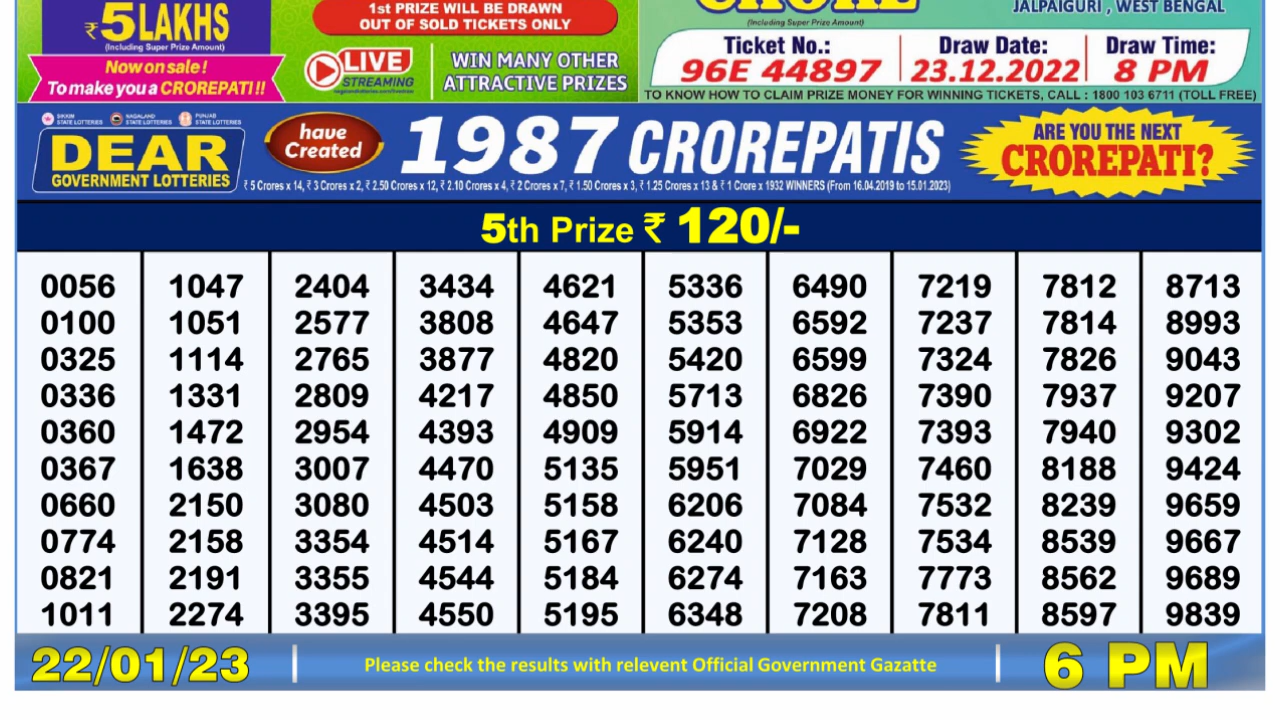 ₹5LAKHS
(Including Super Prize Amount)
Now on sale!
To make you a CROREPATI!!
1st PRIZE WILL BE DRAWN
OUT OF SOLD TICKETS ONLY
LIVE
STREAMING
WIN MANY OTHER
ATTRACTIVE PRIZES
CRORE
(Including Super Prize Amount)
JALPAIGURI, WEST BENGAL
Ticket No.: Draw Date: Draw Time:
96E 44897 23.12.2022 8 PM
TO KNOW HOW TO CLAIM PRIZE MONEY FOR WINNING TICKETS, CALL : 1800 103 6711 (TOLL FREE)
SIKKIM STATE LOTTERIES NAGALAND STATE LOTTERIES PUNJAB STATE LOTTERIES
DEAR
GOVERNMENT LOTTERIES
have
Created
1987 CROREPATIS
₹ 5 Crores x 14, ₹ 3 Crores x 2, ₹ 2.50 Crores x 12, ₹ 2.10 Crores x 4, ₹ 2 Crores x 7, ₹ 1.50 Crores x 3, ₹ 1.25 Crores x 13 & ₹ 1 Crore x 1932 WINNERS (From 16.04.2019 to 15.01.2023)
ARE YOU THE NEXT
CROREPATI?
5th Prize ₹ 120/-
0056 1047 2404 3434 4621 5336 6490 7219 7812 8713
0100 1051 2577 3808 4647 5353 6592 7237 7814 8993
0325 1114 2765 3877 4820 5420 6599 7324 7826 9043
0336 1331 2809 4217 4850 5713 6826 7390 7937 9207
0360 1472 2954 4393 4909 5914 6922 7393 7940 9302
0367 1638 3007 4470 5135 5951 7029 7460 8188 9424
0660 2150 3080 4503 5158 6206 7084 7532 8239 9659
0774 2158 3354 4514 5167 6240 7128 7534 8539 9667
0821 2191 3355 4544 5184 6274 7163 7773 8562 9689
1011 2274 3395 4550 5195 6348 7208 7811 8597 9839
22/01/23 Please check the results with relevent Official Government Gazatte 6 PM